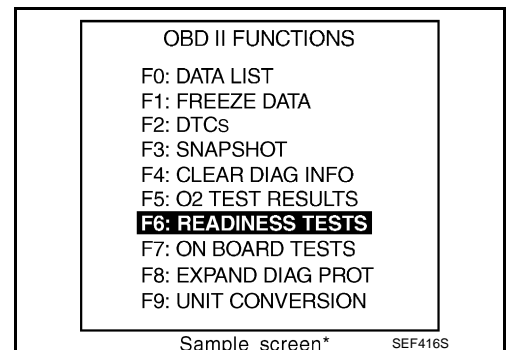 OBD II FUNCTIONS
F0: DATA LIST
F1: FREEZE DATA
F2: DTCs
F3: SNAPSHOT
F4: CLEAR DIAG INFO
F5: O2 TEST RESULTS
F6: READINESS TESTS
F7: ON BOARD TESTS
F8: EXPAND DIAG PROT
F9: UNIT CONVERSION
Sample screen* SEF416S